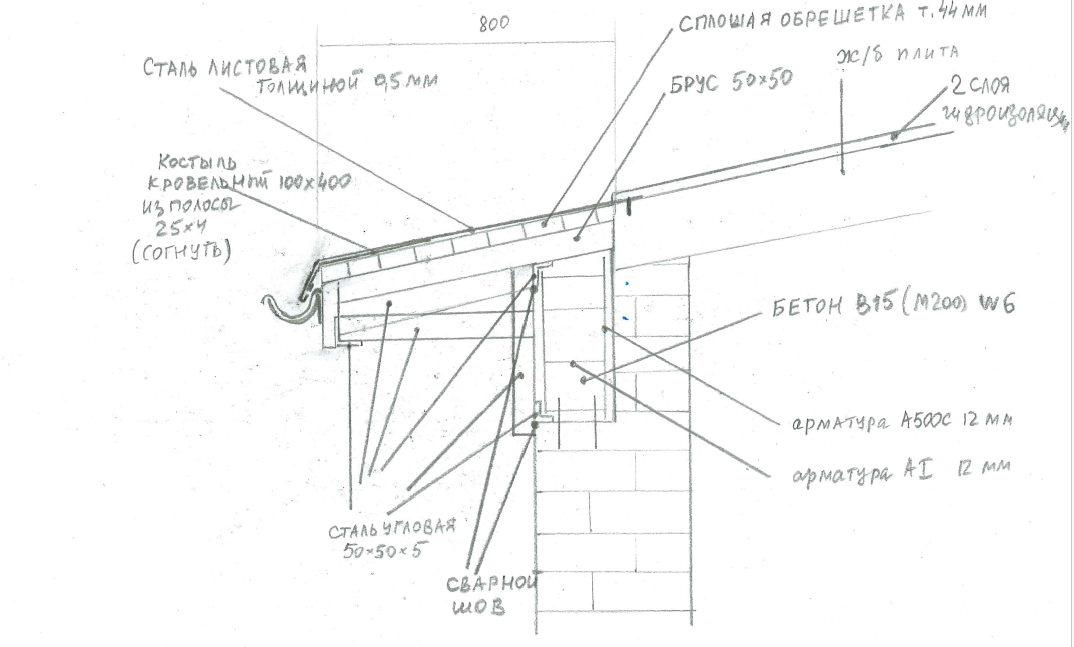 800
СПЛОШАЯ ОБРЕШЕТКА Т.44 ММ
СТАЛЬ ЛИСТОВАЯ
ТОЛЩИНОЙ 0,5 ММ
Ж/Б ПЛИТА
БРУС 50×50
2 СЛОЯ
гидроизоляции
КОСТЫЛЬ
КРОВЕЛЬНЫЙ 100×400
ИЗ ПОЛОСЫ
25×4
(СОГНУТЬ)
БЕТОН В15 (М200) W6
арматура А500С 12 мм
арматура АI 12 мм
СТАЛЬ УГЛОВАЯ
50×50×5
СВАРНОЙ
ШОВ